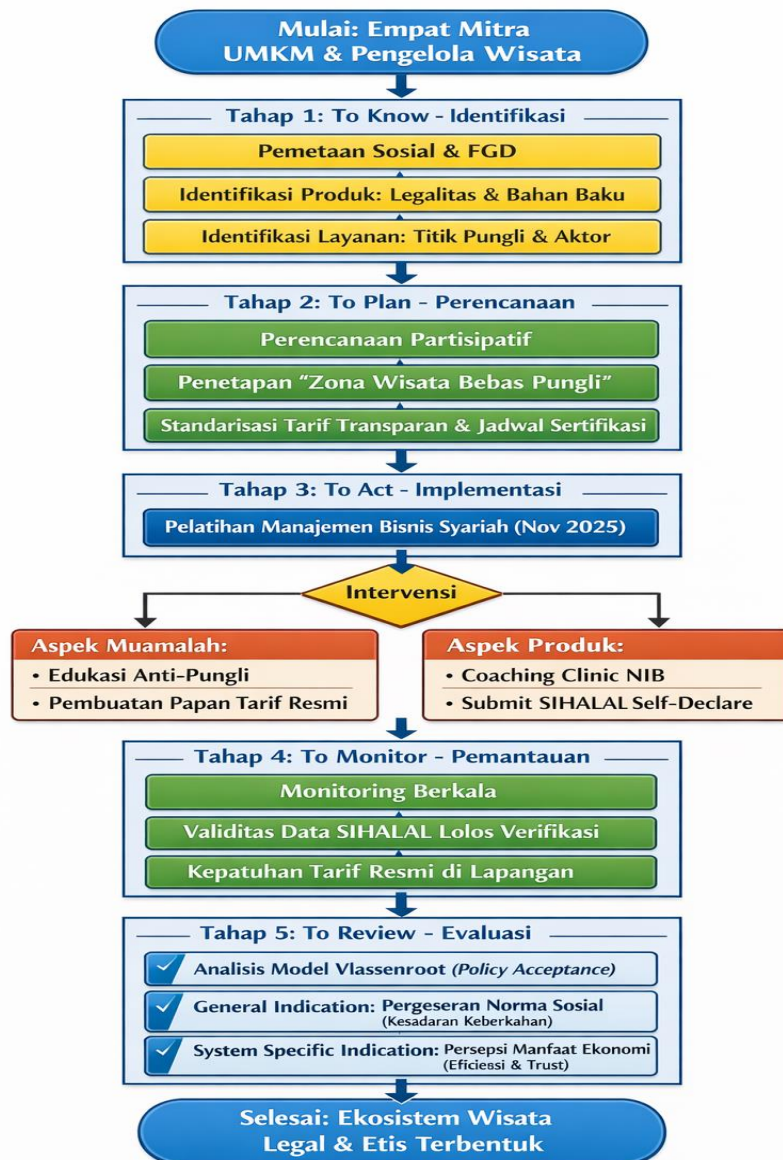 Mulai: Empat Mitra
UMKM & Pengelola Wisata
Tahap 1: To Know - Identifikasi
Pemetaan Sosial & FGD
Identifikasi Produk: Legalitas & Bahan Baku
Identifikasi Layanan: Titik Pungli & Aktor
Tahap 2: To Plan - Perencanaan
Perencanaan Partisipatif
Penetapan “Zona Wisata Bebas Pungli”
Standarisasi Tarif Transparan & Jadwal Sertifikasi
Tahap 3: To Act - Implementasi
Pelatihan Manajemen Bisnis Syariah (Nov 2025)
Intervensi
Aspek Muamalah:
• Edukasi Anti-Pungli
• Pembuatan Papan Tarif Resmi
Aspek Produk:
• Coaching Clinic NIB
• Submit SIHALAL Self-Declare
Tahap 4: To Monitor - Pemantauan
Monitoring Berkala
Validitas Data SIHALAL Lolos Verifikasi
Kepatuhan Tarif Resmi di Lapangan
Tahap 5: To Review - Evaluasi
Analisis Model Vlassenroot (Policy Acceptance)
General Indication: Pergeseran Norma Sosial
(Kesadaran Keberkahan)
System Specific Indication: Persepsi Manfaat Ekonomi
(Eficiesi & Trust)
Selesai: Ekosistem Wisata
Legal & Etis Terbentuk